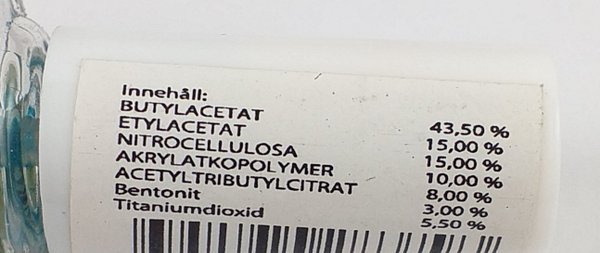 Innehåll:
BUTYLACETAT 43,50 %
ETYLACETAT 15,00 %
NITROCELLULOSA 15,00 %
AKRYLATKOPOLYMER 10,00 %
ACETYLTRIBUTYLCITRAT 8,00 %
Bentonit 3,00 %
Titaniumdioxid 5,50 %